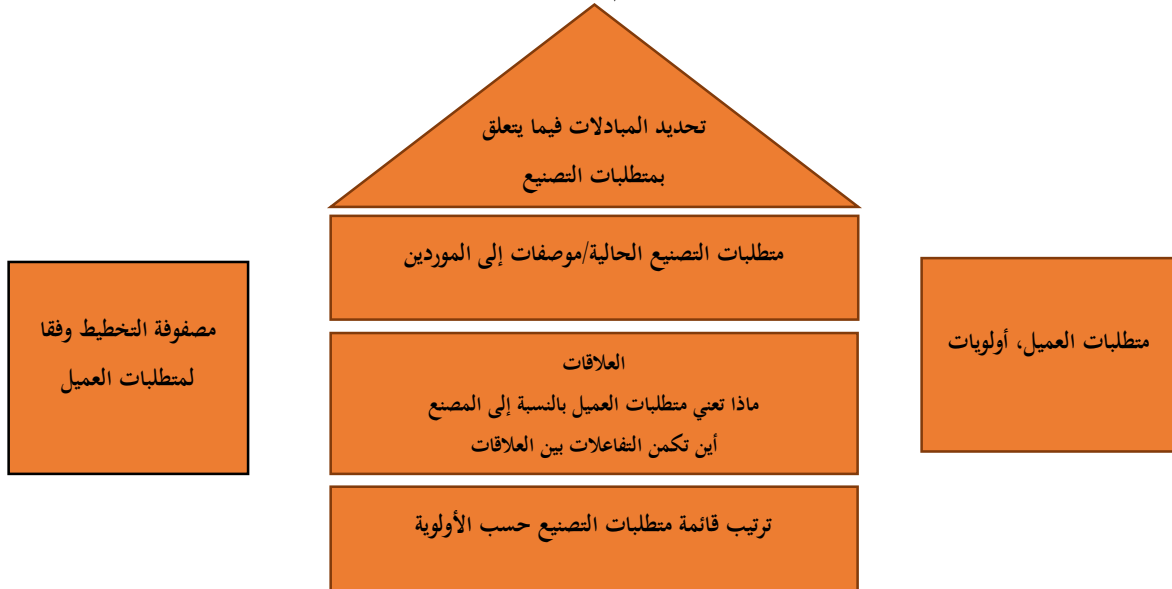 تحديد المبادلات فيما يتعلق
بمتطلبات التصنيع
متطلبات التصنيع الحالية/موصفات إلى الموردين
متطلبات العميل، أولويات
العلاقات
ماذا تعني متطلبات العميل بالنسبة إلى المصنع
أين تكمن التفاعلات بين العلاقات
مصفوفة التخطيط وفقا
لمتطلبات العميل
ترتيب قائمة متطلبات التصنيع حسب الأولوية